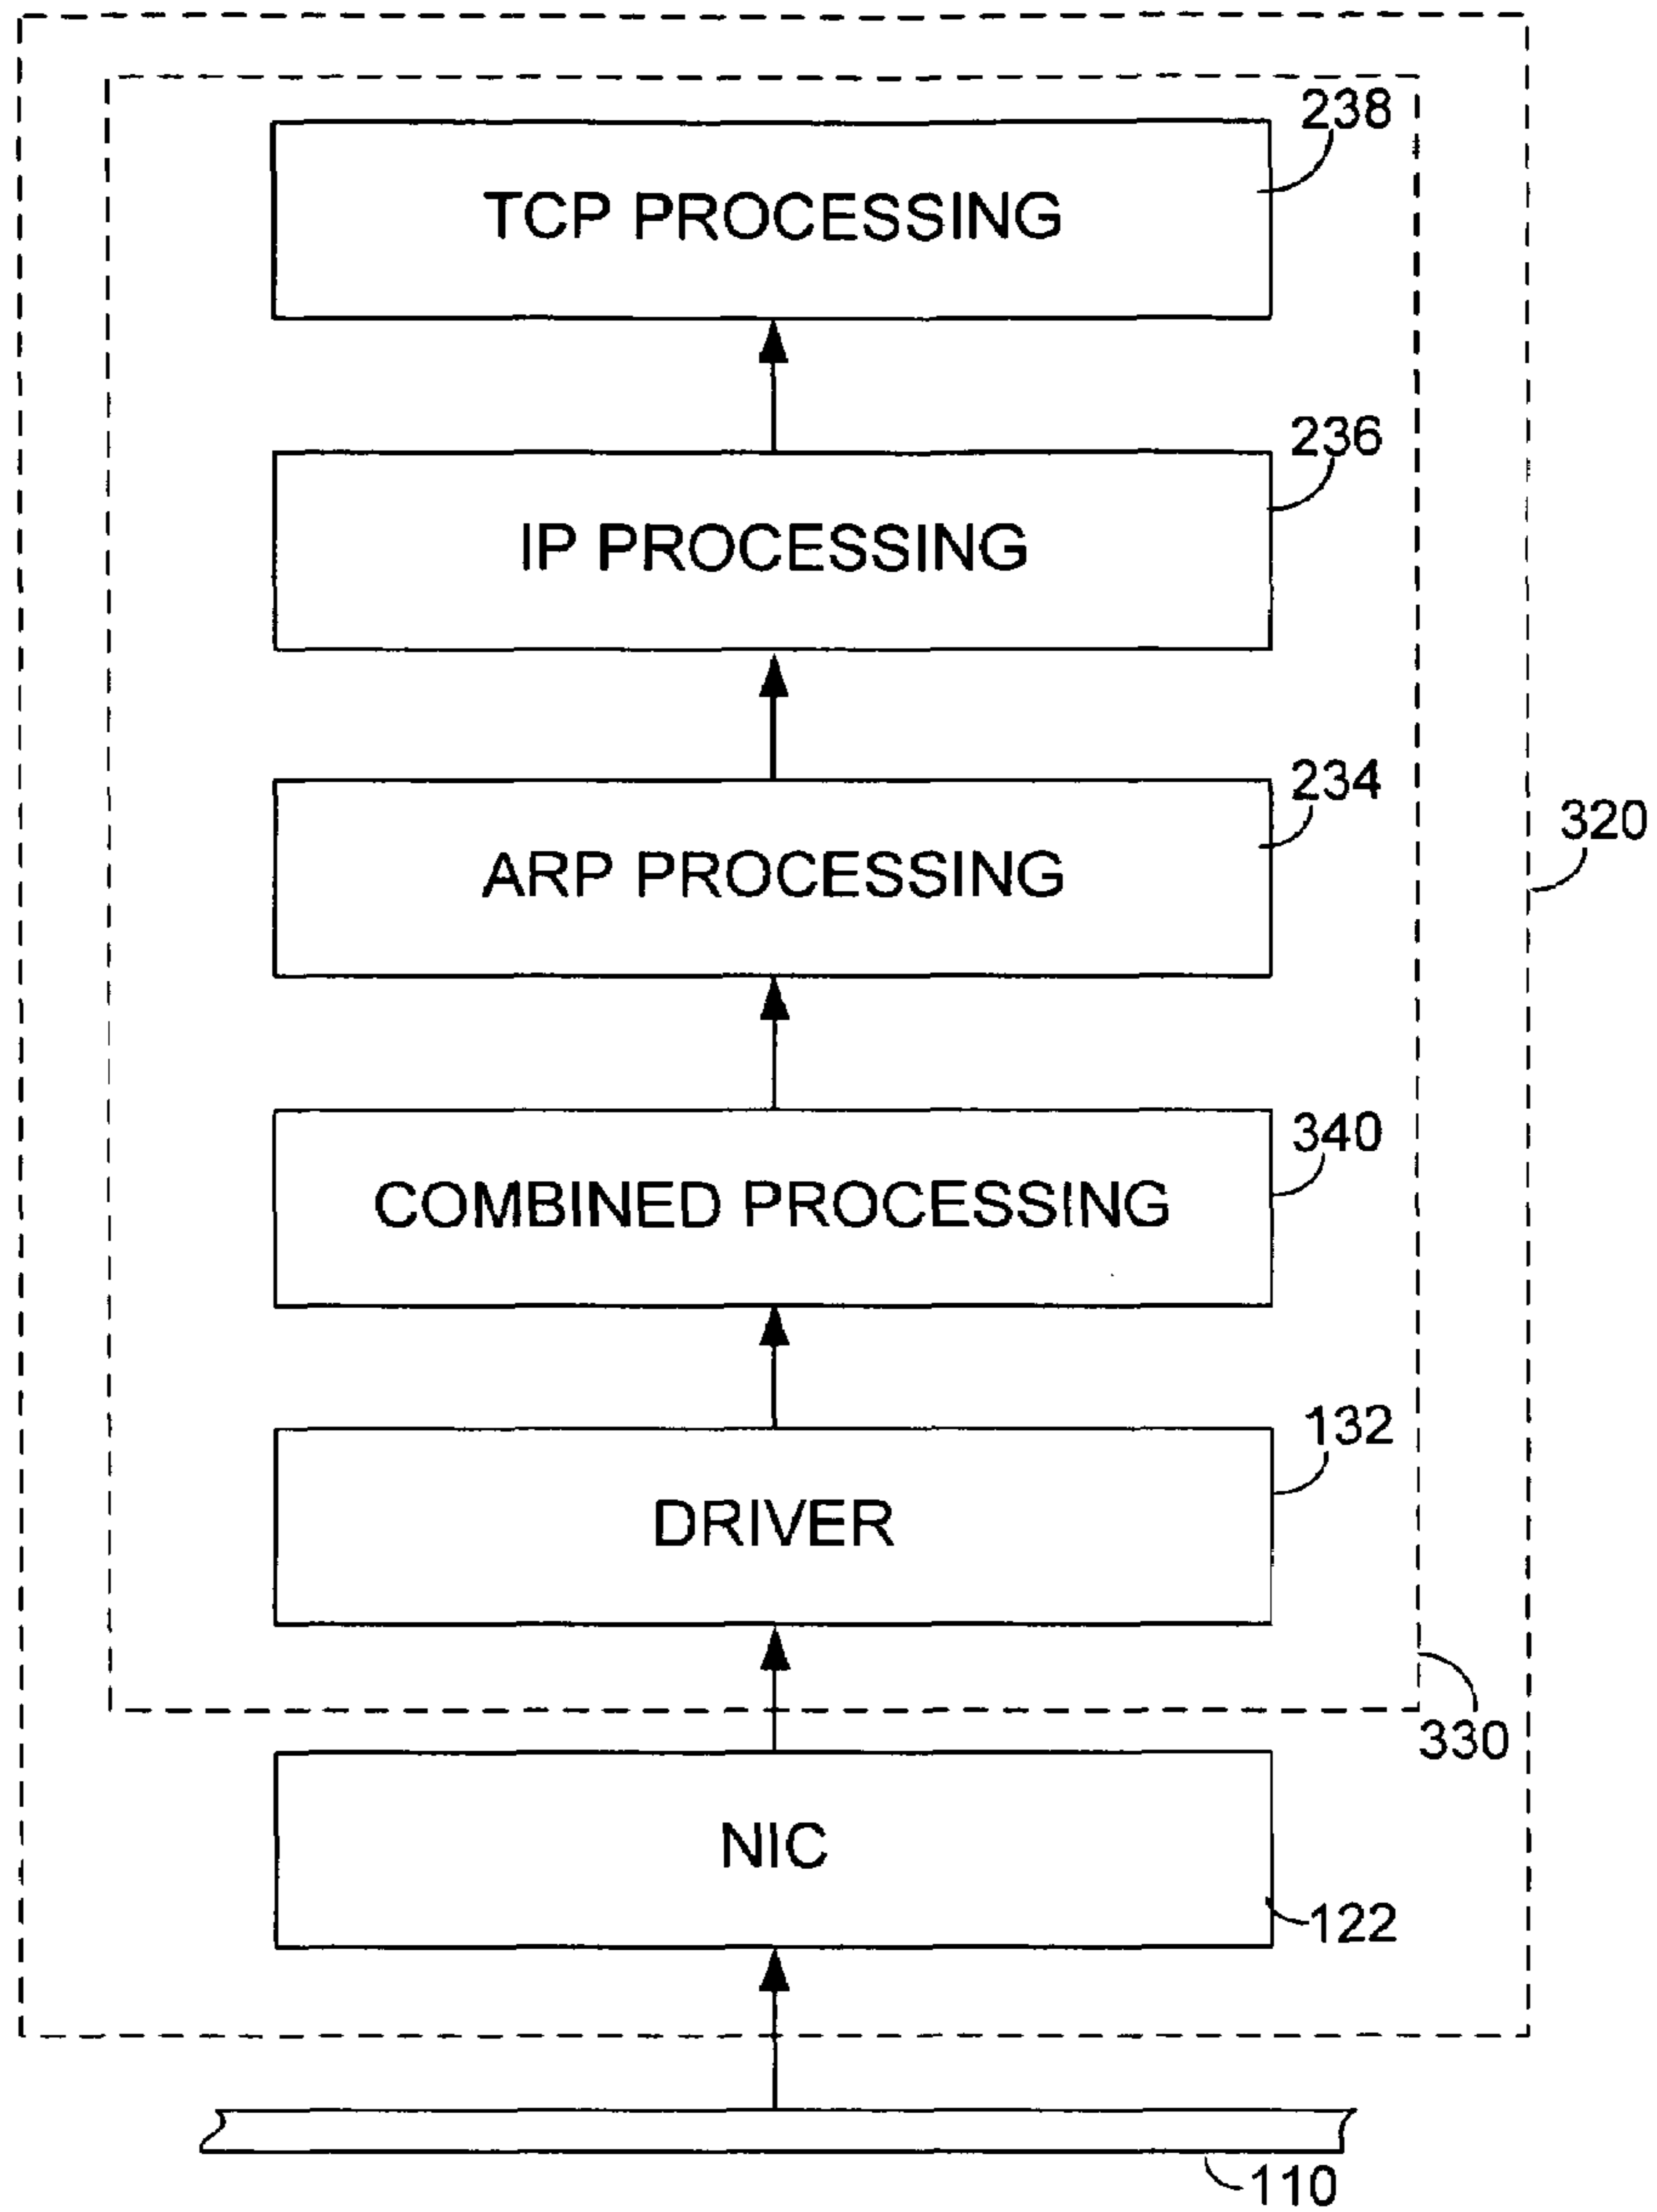 238
TCP PROCESSING
236
IP PROCESSING
234
320
ARP PROCESSING
340
COMBINED PROCESSING
132
DRIVER
330
NIC
122
110